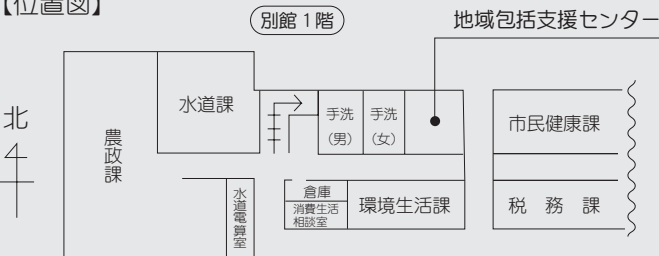 【位置図】
別館1階
地域包括支援センター
北
農政課
水道課
手洗
(男)
手洗
(女)
市民健康課
水道電算室
倉庫
消費生活
相談室
環境生活課
税務課